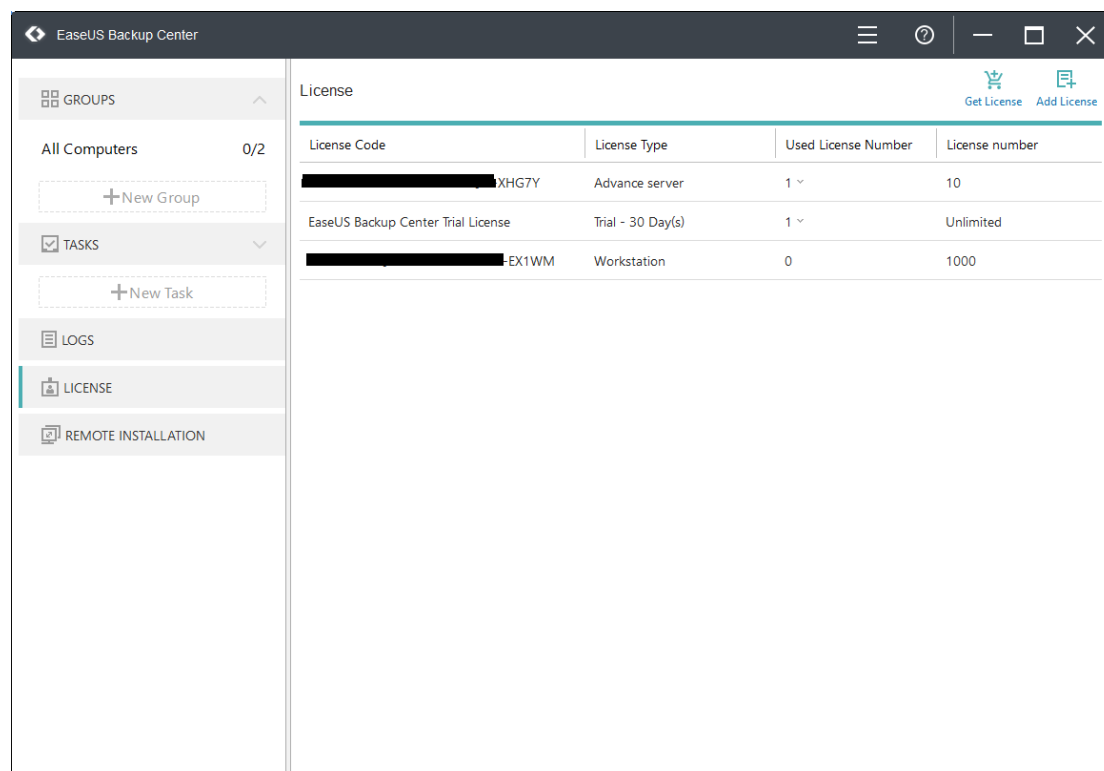 EaseUS Backup Center
GROUPS
All Computers 0/2
New Group
TASKS
New Task
LOGS
LICENSE
REMOTE INSTALLATION
License
Get License Add License
License Code License Type Used License Number License number
XHG7Y Advance server 1 10
EaseUS Backup Center Trial License Trial - 30 Day(s) 1 Unlimited
-EX1WM Workstation 0 1000